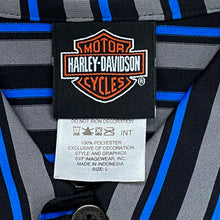 MOTOR
HARLEY-DAVIDSON
CYCLES ®
DO NOT IRON DECORATION
INT
100% POLYESTER
EXCLUSIVE OF DECORATION
STYLE AND GRAPHICS
GVF IMAGEWEAR, INC.
MADE IN INDONESIA
SIZE: L